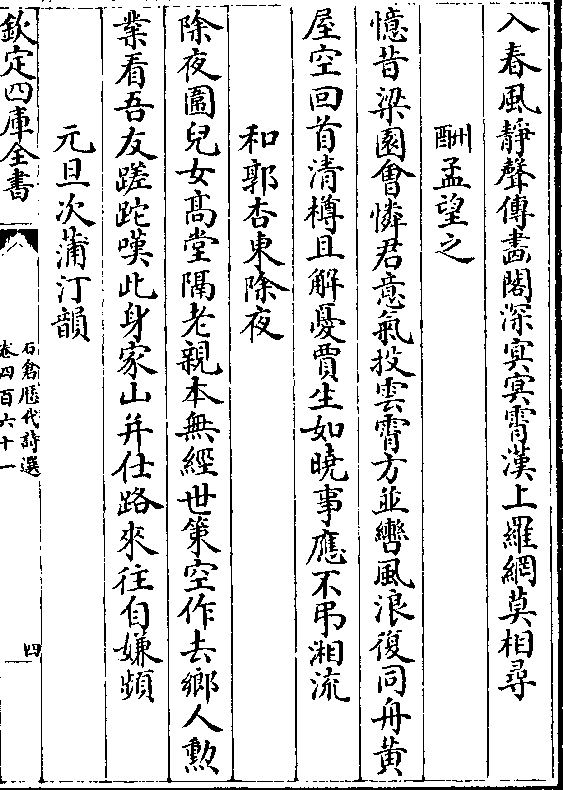 入春風靜聲傳畵閣深冥冥霄漢上羅網莫相尋
酬孟望之
憶昔梁園會憐君意氣投雲霄方並轡風浪復同舟黄
屋空回首清樽且解憂賈生如曉事應不弔湘流
和郭杏東除夜
除夜圍兒女髙堂隔老親本無經世策空作去鄉人勲
業看吾友蹉跎嘆此身家山并仕路來往自嫌頻
元旦次蒲汀韻
欽定四庫全書
石倉歴代詩選
卷四百六十一
四